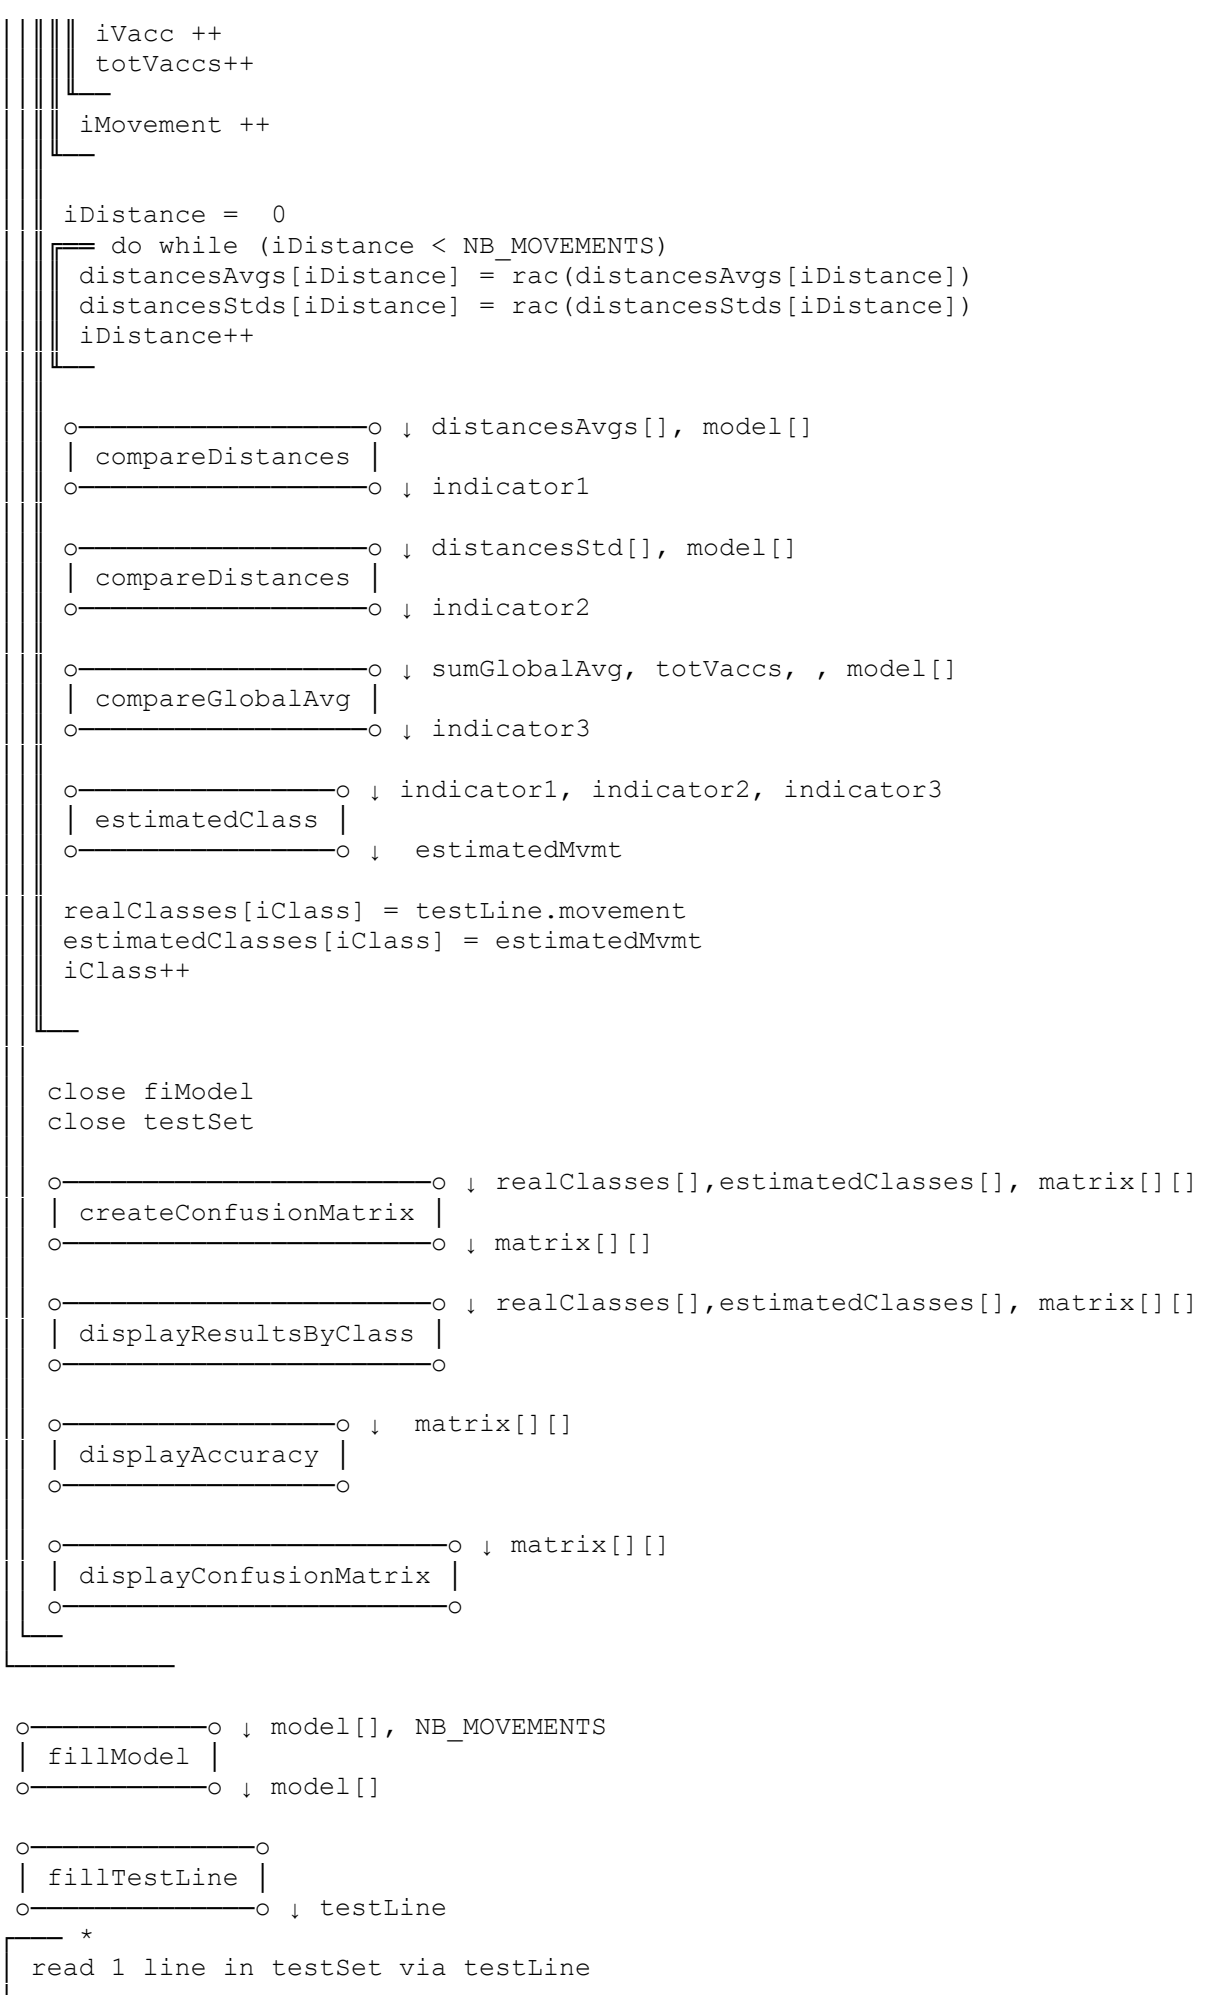 iVacc ++
totVaccs++
iMovement ++
iDistance =  0
do while (iDistance < NB_MOVEMENTS)
distancesAvgs[iDistance] = rac(distancesAvgs[iDistance])
distancesStds[iDistance] = rac(distancesStds[iDistance])
iDistance++
↓ distancesAvgs[], model[]
compareDistances
↓ indicator1
↓ distancesStd[], model[]
compareDistances
↓ indicator2
↓ sumGlobalAvg, totVaccs, , model[]
compareGlobalAvg
↓ indicator3
↓ indicator1, indicator2, indicator3
estimatedClass
↓  estimatedMvmt
realClasses[iClass] = testLine.movement
estimatedClasses[iClass] = estimatedMvmt
iClass++
close fiModel
close testSet
↓ realClasses[],estimatedClasses[], matrix[][]
createConfusionMatrix
↓ matrix[][]
↓ realClasses[],estimatedClasses[], matrix[][]
displayResultsByClass
↓  matrix[][]
displayAccuracy
↓ matrix[][]
displayConfusionMatrix
↓ model[], NB_MOVEMENTS
fillModel
↓ model[]
fillTestLine
↓ testLine
*
read 1 line in testSet via testLine